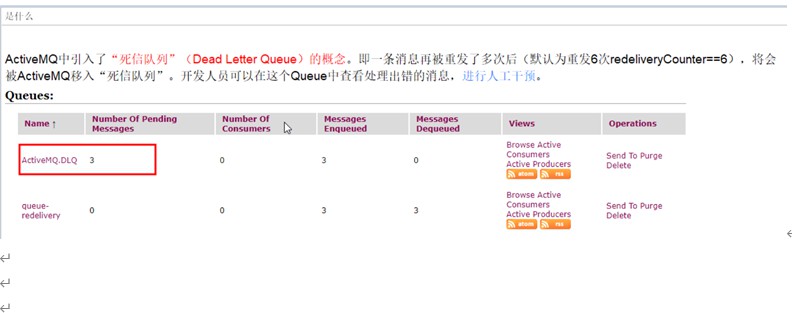 是什么
ActiveMQ中引入了“死信队列”（Dead Letter Queue）的概念。即一条消息再被重发了多次后（默认为重发6次redeliveryCounter==6），将会
被ActiveMQ移入“死信队列”。开发人员可以在这个Queue中查看处理出错的消息，进行人工干预。
Queues:
Name ↑ Number Of Pending Messages Number Of Consumers Messages Enqueued Messages Dequeued Views Operations
ActiveMQ.DLQ 3 0 3 0 Browse Active Consumers Active Producers atom rss Send To Purge Delete
queue-redelivery 0 0 3 3 Browse Active Consumers Active Producers atom rss Send To Purge Delete